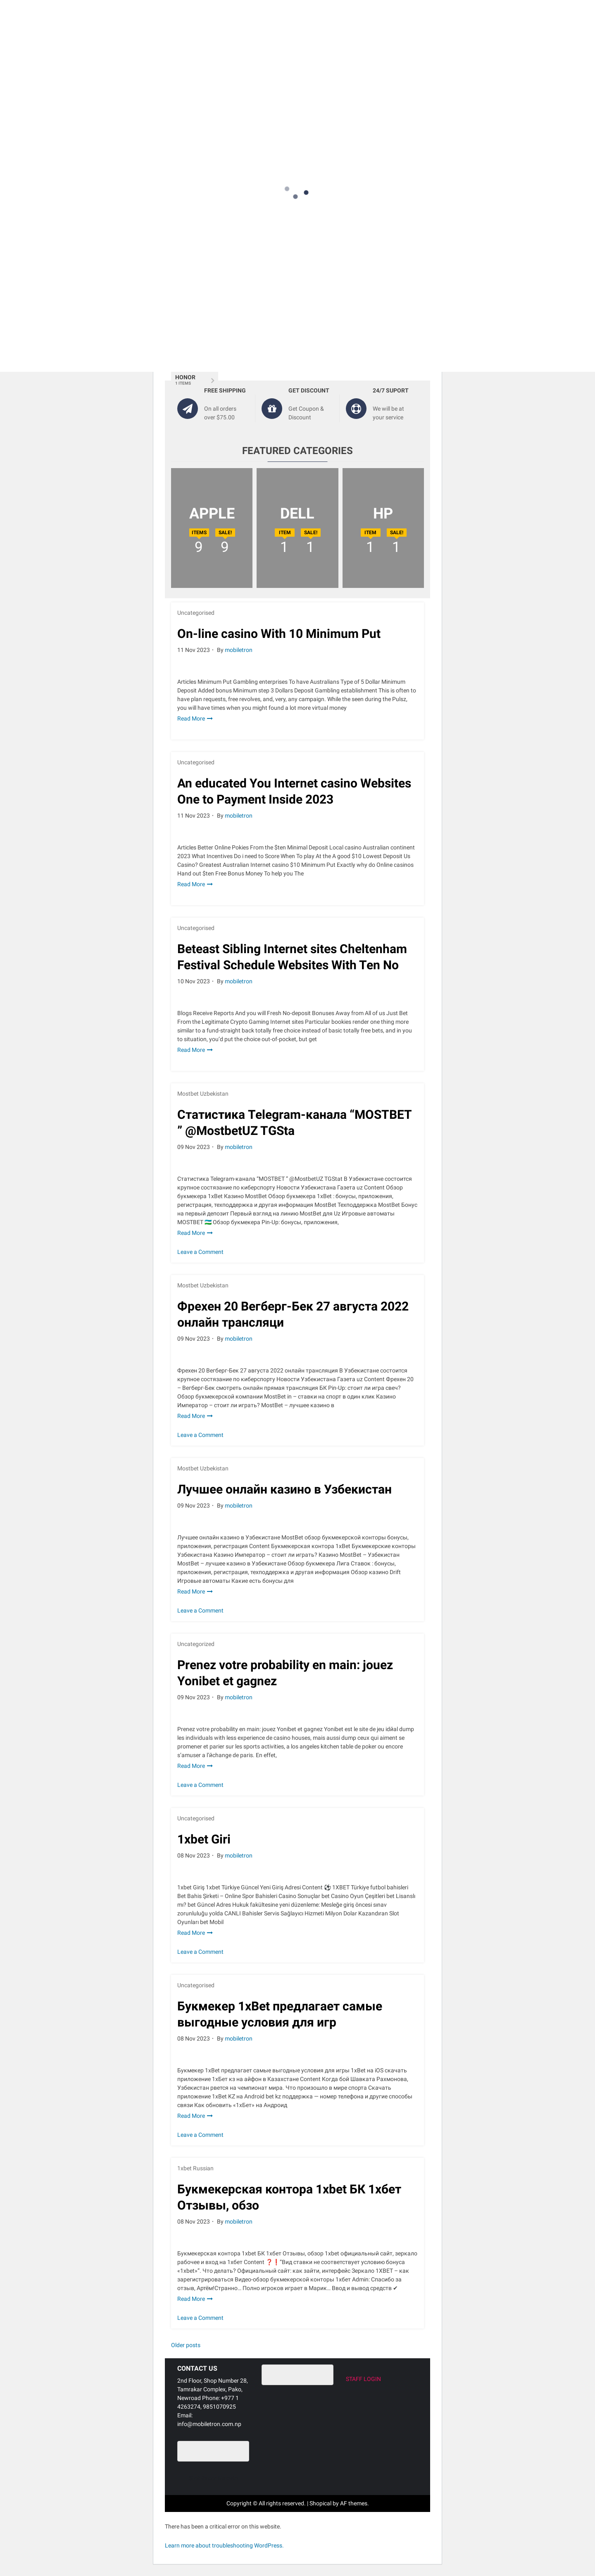 HONOR
1 ITEMS
FREE SHIPPING
On all orders
over $75.00
GET DISCOUNT
Get Coupon &
Discount
24/7 SUPORT
We will be at
your service
FEATURED CATEGORIES
APPLE
ITEMS SALE!
9 9
DELL
ITEM SALE!
1 1
HP
ITEM SALE!
1 1
Uncategorised
On-line casino With 10 Minimum Put
11 Nov 2023 · By mobiletron
Articles Minimum Put Gambling enterprises To have Australians Type of 5 Dollar Minimum
Deposit Added bonus Minimum step 3 Dollars Deposit Gambling establishment This is often to
have plan requests, free revolves, and, very, any campaign. While the seen during the Pulsz,
you will have times when you might found a lot more virtual money
Read More
Uncategorised
An educated You Internet casino Websites
One to Payment Inside 2023
11 Nov 2023 · By mobiletron
Articles Better Online Pokies From the $ten Minimal Deposit Local casino Australian continent
2023 What Incentives Do i need to Score When To play At the A good $10 Lowest Deposit Us
Casino? Greatest Australian Internet casino $10 Minimum Put Exactly why do Online casinos
Hand out $ten Free Bonus Money To help you The
Read More
Uncategorised
Beteast Sibling Internet sites Cheltenham
Festival Schedule Websites With Ten No
10 Nov 2023 · By mobiletron
Blogs Receive Reports And you will Fresh No-deposit Bonuses Away from All of us Just Bet
From the Legitimate Crypto Gaming Internet sites Particular bookies render one thing more
similar to a fund-straight back totally free choice instead of basic totally free bets, and in you
to situation, you'd put the choice out-of-pocket, but get
Read More
Mostbet Uzbekistan
Статистика Telegram-канала “MOSTBET
” @MostbetUZ TGSta
09 Nov 2023 · By mobiletron
Статистика Telegram-канала “MOSTBET ” @MostbetUZ TGStat В Узбекистане состоится
крупное состязание по киберспорту Новости Узбекистана Газета uz Content Обзор
букмекера 1xBet Казино MostBet Обзор букмекера 1xBet : бонусы, приложения,
регистрация, техподдержка и другая информация MostBet Техподдержка MostBet Бонус
на первый депозит Первый взгляд на линию MostBet для Uz Игровые автоматы
MOSTBET 🇺🇿 Обзор букмекера Pin-Up: бонусы, приложения,
Read More
Leave a Comment
Mostbet Uzbekistan
Фрехен 20 Вегберг-Бек 27 августа 2022
онлайн трансляци
09 Nov 2023 · By mobiletron
Фрехен 20 Вегберг-Бек 27 августа 2022 онлайн трансляция В Узбекистане состоится
крупное состязание по киберспорту Новости Узбекистана Газета uz Content Фрехен 20
– Вегберг-Бек смотреть онлайн прямая трансляция БК Pin-Up: стоит ли игра свеч?
Обзор букмекерской компании MostBet in – ставки на спорт в один клик Казино
Император – стоит ли играть? MostBet – лучшее казино в
Read More
Leave a Comment
Mostbet Uzbekistan
Лучшее онлайн казино в Узбекистан
09 Nov 2023 · By mobiletron
Лучшее онлайн казино в Узбекистане MostBet обзор букмекерской конторы бонусы,
приложения, регистрация Content Букмекерская контора 1xBet Букмекерские конторы
Узбекистана Казино Император – стоит ли играть? Казино MostBet – Узбекистан
MostBet – лучшее казино в Узбекистане Обзор букмекера Лига Ставок : бонусы,
приложения, регистрация, техподдержка и другая информация Обзор казино Drift
Игровые автоматы Какие есть бонусы для
Read More
Leave a Comment
Uncategorized
Prenez votre probability en main: jouez
Yonibet et gagnez
09 Nov 2023 · By mobiletron
Prenez votre probability en main: jouez Yonibet et gagnez Yonibet est le site de jeu idйal dump
les individuals with less experience de casino houses, mais aussi dump ceux qui aiment se
promener et parier sur les sports activities, a los angeles kitchen table de poker ou encore
s'amuser a l'йchange de paris. En effet,
Read More
Leave a Comment
Uncategorised
1xbet Giri
08 Nov 2023 · By mobiletron
1xbet Giriş 1xbet Türkiye Güncel Yeni Giriş Adresi Content ⚽ 1XBET Türkiye futbol bahisleri
Bet Bahis Şirketi – Online Spor Bahisleri Casino Sonuçlar bet Casino Oyun Çeşitleri bet Lisanslı
mı? bet Güncel Adres Hukuk fakültesine yeni düzenleme: Mesleğe giriş öncesi sınav
zorunluluğu yolda CANLI Bahisler Servis Sağlayıcı Hizmeti Milyon Dolar Kazandıran Slot
Oyunları bet Mobil
Read More
Leave a Comment
Uncategorised
Букмекер 1xBet предлагает самые
выгодные условия для игр
08 Nov 2023 · By mobiletron
Букмекер 1xBet предлагает самые выгодные условия для игры 1xBet на iOS скачать
приложение 1хБет кз на айфон в Казахстане Content Когда бой Шавката Рахмонова,
Узбекистан рвется на чемпионат мира. Что произошло в мире спорта Скачать
приложение 1xBet KZ на Android bet kz поддержка — номер телефона и другие способы
связи Как обновить «1хБет» на Андроид
Read More
Leave a Comment
1xbet Russian
Букмекерская контора 1xbet БК 1хбет
Отзывы, обзо
08 Nov 2023 · By mobiletron
Букмекерская контора 1xbet БК 1хбет Отзывы, обзор 1xbet официальный сайт, зеркало
рабочее и вход на 1хбет Content ❓❗ “Вид ставки не соответствует условию бонуса
«1xbet»”. Что делать? Официальный сайт: как зайти, интерфейс Зеркало 1XBET – как
зарегистрироваться Видео-обзор букмекерской конторы 1хбет Admin: Спасибо за
отзыв, Артём!Странно… Полно игроков играет в Марик… Ввод и вывод средств ✔
Read More
Leave a Comment
Older posts
CONTACT US
2nd Floor, Shop Number 28,
Tamrakar Complex, Pako,
Newroad Phone: +977 1
4263274, 9851070925
Email:
info@mobiletron.com.np
STAFF LOGIN
Copyright © All rights reserved. | Shopical by AF themes.
There has been a critical error on this website.
Learn more about troubleshooting WordPress.